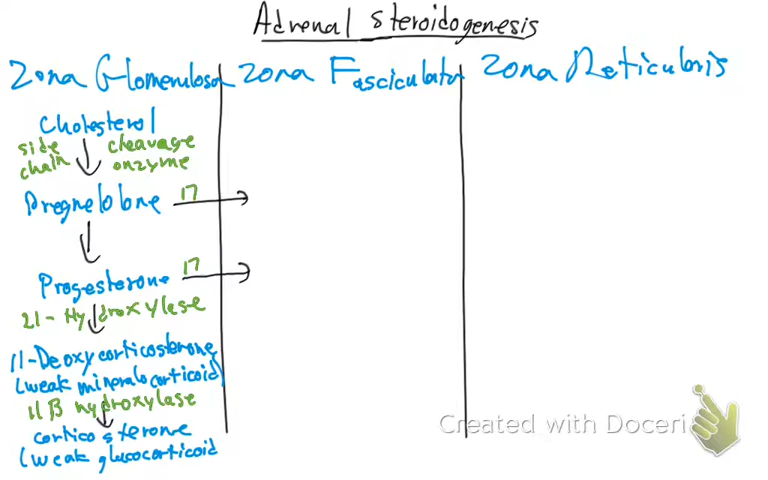 Adrenal steroidogenesis
Zona Glomerulosa
Zona Fasciculata
Zona Reticularis
Cholesterol
side chain cleavage enzyme
Pregnelolone 17
Progesterone 17
21-Hydroxylase
11-Deoxycorticosterone
(weak mineralocorticoid)
11 β hydroxylase
corticosterone
(weak glucocorticoid
Created with Doceri